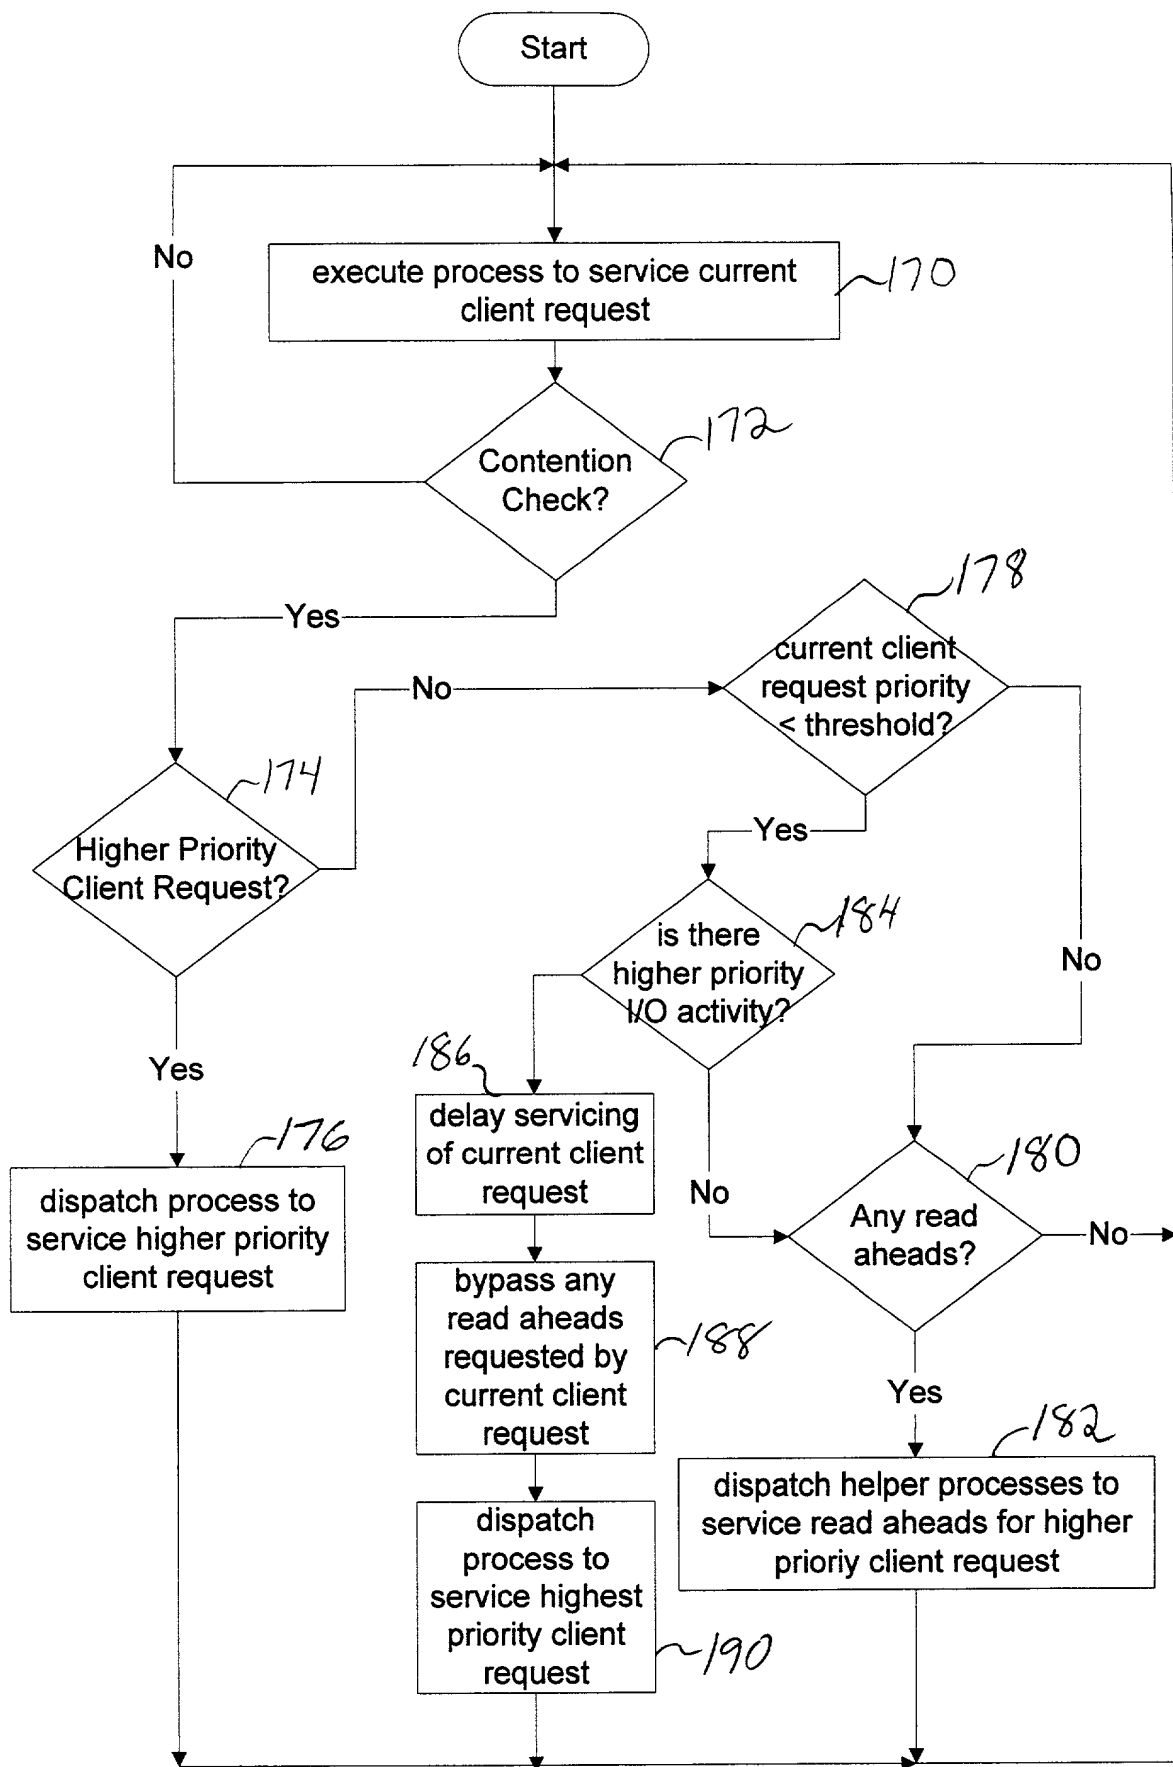 Start
No
execute process to service current
client request
170
Contention
Check?
172
Yes
current client
request priority
< threshold?
178
No
Higher Priority
Client Request?
174
Yes
is there
higher priority
I/O activity?
184
No
Yes
186
delay servicing
of current client
request
176
dispatch process to
service higher priority
client request
No
Any read
aheads?
180
No
bypass any
read aheads
requested by
current client
request
188
Yes
182
dispatch helper processes to
service read aheads for higher
prioriy client request
dispatch
process to
service highest
priority client
request
190